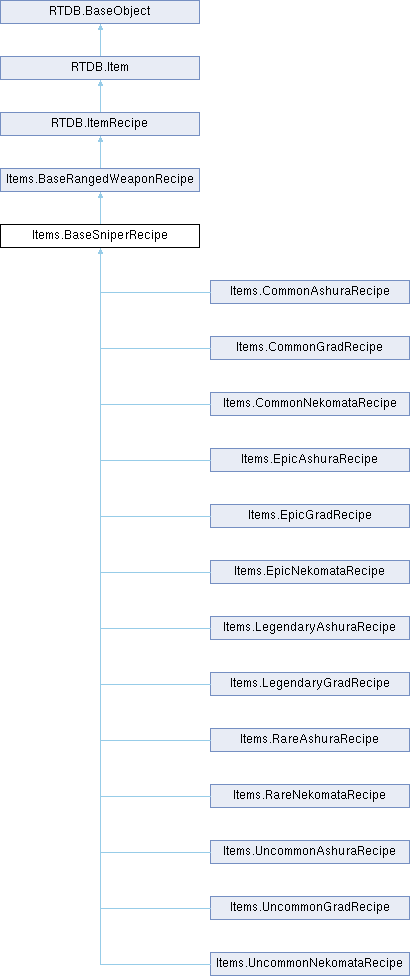 RTDB.BaseObject
RTDB.Item
RTDB.ItemRecipe
Items.BaseRangedWeaponRecipe
Items.BaseSniperRecipe
Items.CommonAshuraRecipe
Items.CommonGradRecipe
Items.CommonNekomataRecipe
Items.EpicAshuraRecipe
Items.EpicGradRecipe
Items.EpicNekomataRecipe
Items.LegendaryAshuraRecipe
Items.LegendaryGradRecipe
Items.RareAshuraRecipe
Items.RareNekomataRecipe
Items.UncommonAshuraRecipe
Items.UncommonGradRecipe
Items.UncommonNekomataRecipe